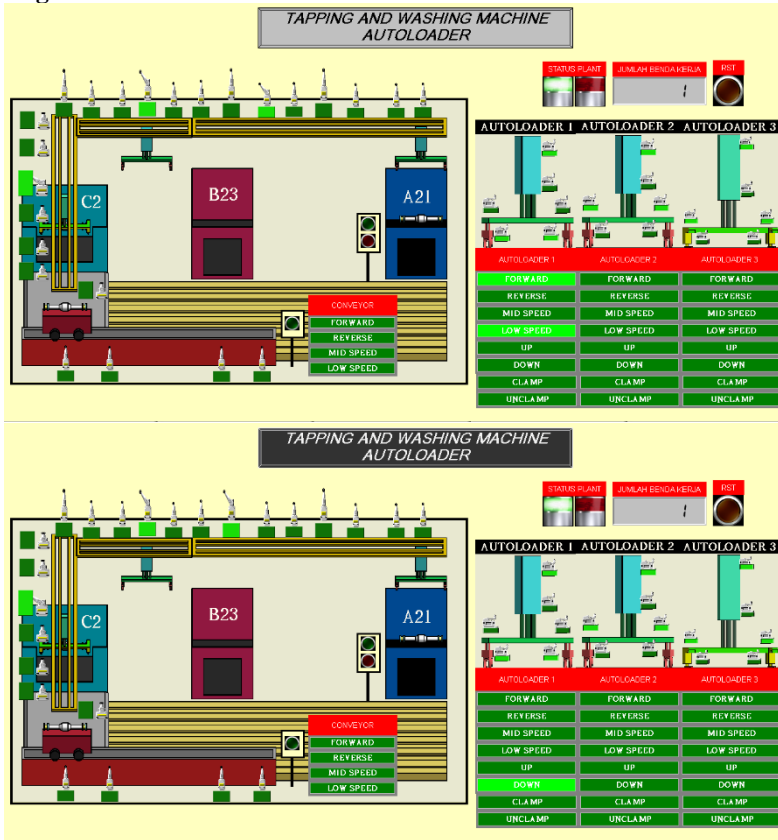 TAPPING AND WASHING MACHINE
AUTOLOADER
STATUS PLANT JUMLAH BENDA KERJA RST
1
AUTOLOADER 1 AUTOLOADER 2 AUTOLOADER 3
C2
B23
A21
AUTOLOADER 1 AUTOLOADER 2 AUTOLOADER 3
FORWARD FORWARD FORWARD
REVERSE REVERSE REVERSE
MID SPEED MID SPEED MID SPEED
LOW SPEED LOW SPEED LOW SPEED
UP UP UP
DOWN DOWN DOWN
CLAMP CLAMP CLAMP
UNCLAMP UNCLAMP UNCLAMP
CONVEYOR
FORWARD
REVERSE
MID SPEED
LOW SPEED
TAPPING AND WASHING MACHINE
AUTOLOADER
STATUS PLANT JUMLAH BENDA KERJA RST
1
AUTOLOADER 1 AUTOLOADER 2 AUTOLOADER 3
C2
B23
A21
AUTOLOADER 1 AUTOLOADER 2 AUTOLOADER 3
FORWARD FORWARD FORWARD
REVERSE REVERSE REVERSE
MID SPEED MID SPEED MID SPEED
LOW SPEED LOW SPEED LOW SPEED
UP UP UP
DOWN DOWN DOWN
CLAMP CLAMP CLAMP
UNCLAMP UNCLAMP UNCLAMP
CONVEYOR
FORWARD
REVERSE
MID SPEED
LOW SPEED